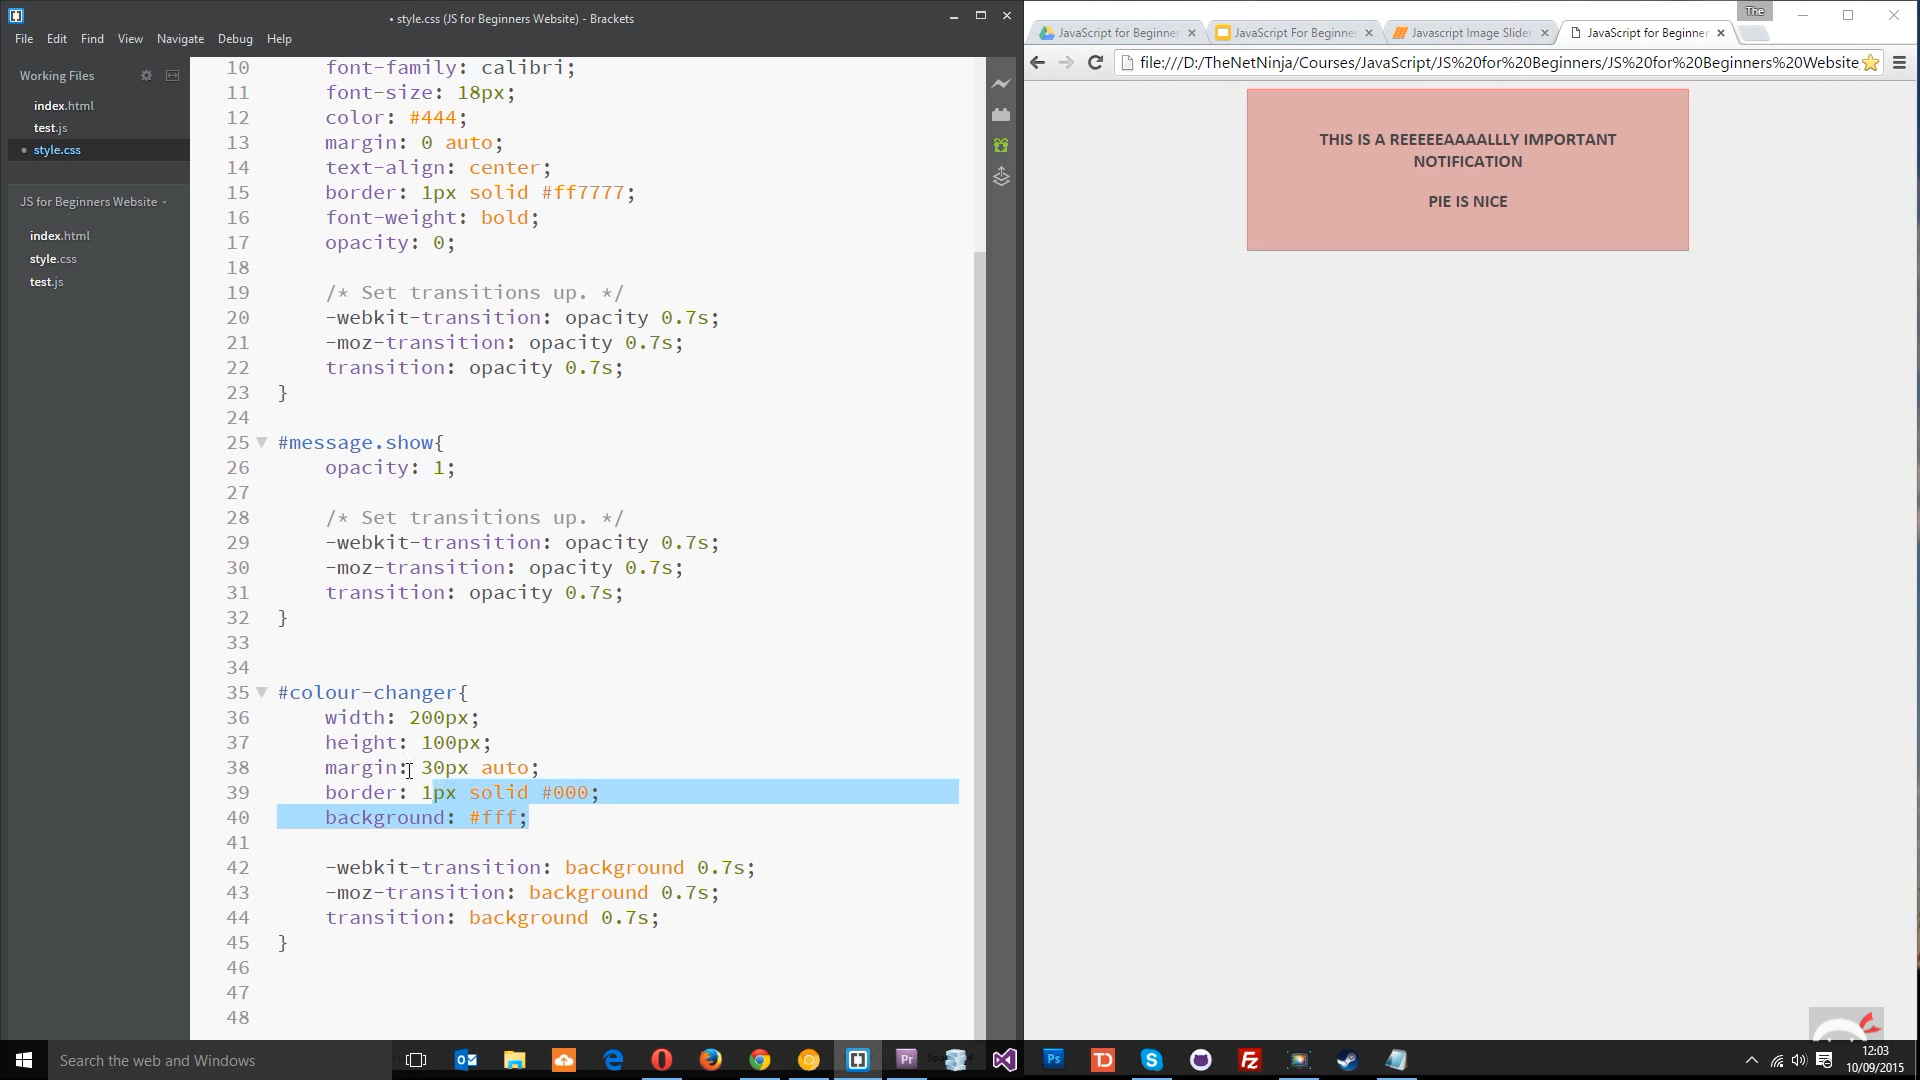 • style.css (JS for Beginners Website) - Brackets
File Edit Find View Navigate Debug Help
Working Files
index.html
test.js
• style.css
JS for Beginners Website
index.html
style.css
test.js
10 font-family: calibri;
11 font-size: 18px;
12 color: #444;
13 margin: 0 auto;
14 text-align: center;
15 border: 1px solid #ff7777;
16 font-weight: bold;
17 opacity: 0;
18
19 /* Set transitions up. */
20 -webkit-transition: opacity 0.7s;
21 -moz-transition: opacity 0.7s;
22 transition: opacity 0.7s;
23 }
24
25 #message.show{
26 opacity: 1;
27
28 /* Set transitions up. */
29 -webkit-transition: opacity 0.7s;
30 -moz-transition: opacity 0.7s;
31 transition: opacity 0.7s;
32 }
33
34
35 #colour-changer{
36 width: 200px;
37 height: 100px;
38 margin: 30px auto;
39 border: 1px solid #000;
40 background: #fff;
41
42 -webkit-transition: background 0.7s;
43 -moz-transition: background 0.7s;
44 transition: background 0.7s;
45 }
46
47
48
The
JavaScript for Beginner JavaScript For Beginne Javascript Image Slider JavaScript for Beginner
file:///D:/TheNetNinja/Courses/JavaScript/JS%20for%20Beginners/JS%20for%20Beginners%20Website
THIS IS A REEEEEAAAALLLY IMPORTANT
NOTIFICATION
PIE IS NICE
Search the web and Windows
12:03
10/09/2015